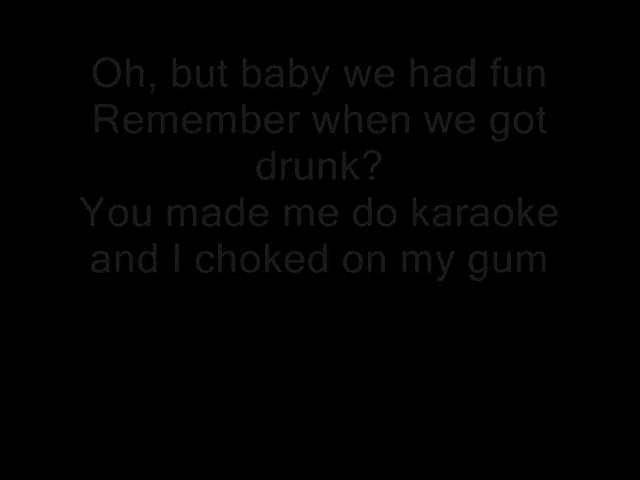 Oh, but baby we had fun
Remember when we got
drunk?
You made me do karaoke
and I choked on my gum